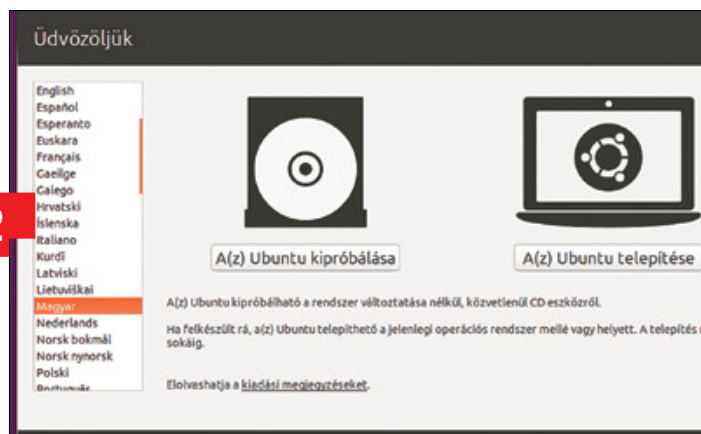 Üdvözöljük
English
Español
Esperanto
Euskara
Français
Gaeilge
Galego
Hrvatski
Íslenska
Italiano
Kurdî
Latviski
Lietuviškai
Magyar
Nederlands
Norsk bokmål
Norsk nynorsk
Polski
Português
A(z) Ubuntu kipróbálása
A(z) Ubuntu telepítése
A(z) Ubuntu kipróbálható a rendszer változtatása nélkül, közvetlenül CD eszközről.
Ha felkészült rá, a(z) Ubuntu telepíthető a jelenlegi operációs rendszer mellé vagy helyett. A telepítés
sokáig.
Elolvashatja a kiadási megjegyzéseket.